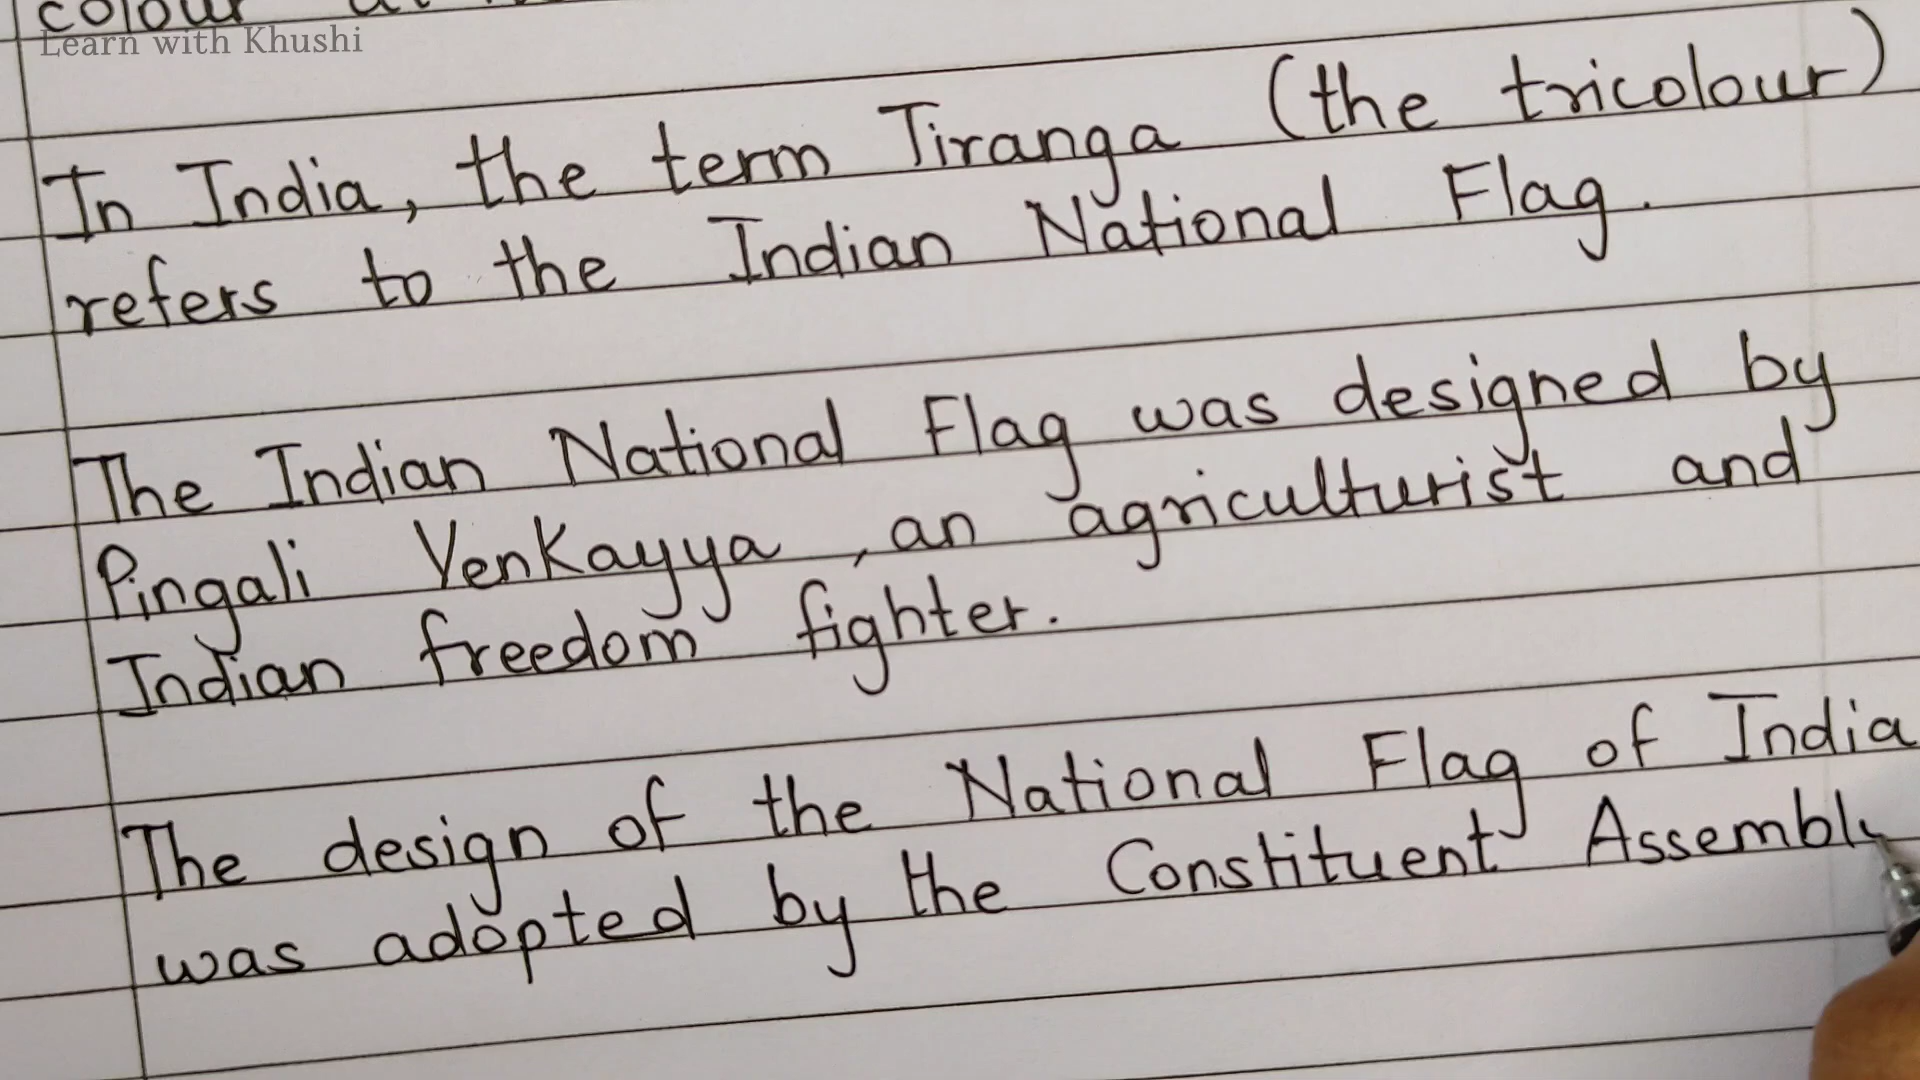 colour
Learn with Khushi
In India, the term Tiranga (the tricolour)
refers to the Indian National Flag.
The Indian National Flag was designed by
Pingali Venkayya, an agriculturist and
Indian freedom fighter.
The design of the National Flag of India
was adopted by the Constituent Assembly